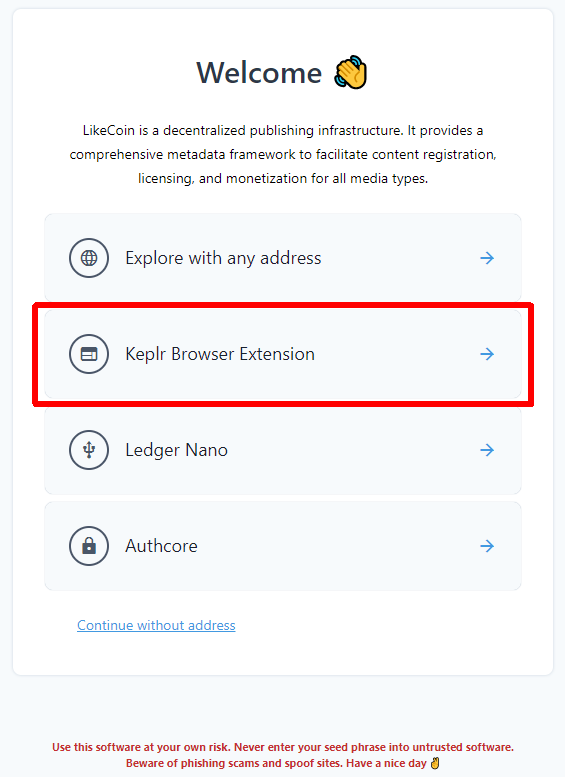 Welcome 👋
LikeCoin is a decentralized publishing infrastructure. It provides a
comprehensive metadata framework to facilitate content registration,
licensing, and monetization for all media types.
Explore with any address
Keplr Browser Extension
Ledger Nano
Authcore
Continue without address
Use this software at your own risk. Never enter your seed phrase into untrusted software.
Beware of phishing scams and spoof sites. Have a nice day ✌